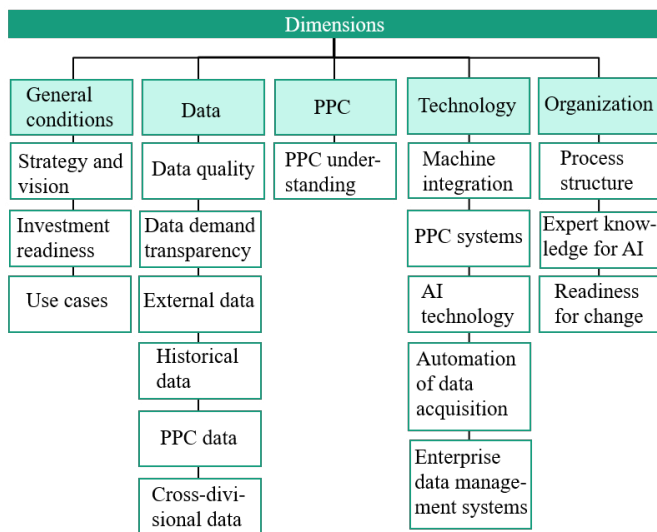 Dimensions
General
conditions
Strategy and
vision
Investment
readiness
Use cases
Data
Data quality
Data demand
transparency
External data
Historical
data
PPC data
Cross-divi-
sional data
PPC
PPC under-
standing
Technology
Machine
integration
PPC systems
AI
technology
Automation
of data
acquisition
Enterprise
data manage-
ment systems
Organization
Process
structure
Expert know-
ledge for AI
Readiness
for change